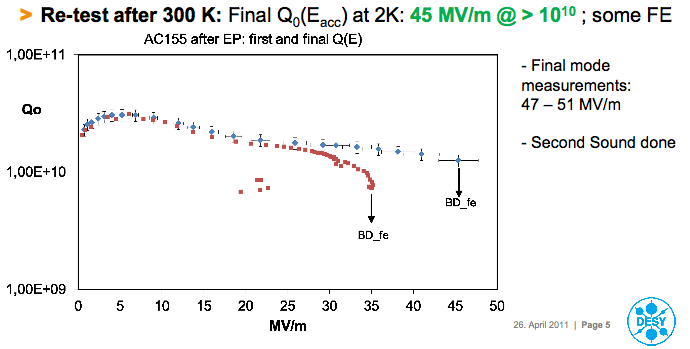 > Re-test after 300 K: Final Q₀(Eacc) at 2K: 45 MV/m @ > 10¹⁰ ; some FE
AC155 after EP: first and final Q(E)
1,00E+11
Qo
1,00E+10
1,00E+09
BD_fe
BD_fe
0 5 10 15 20 25 30 35 40 45 50
MV/m
- Final mode
measurements:
47 – 51 MV/m
- Second Sound done
26. April 2011 | Page 5
DESY